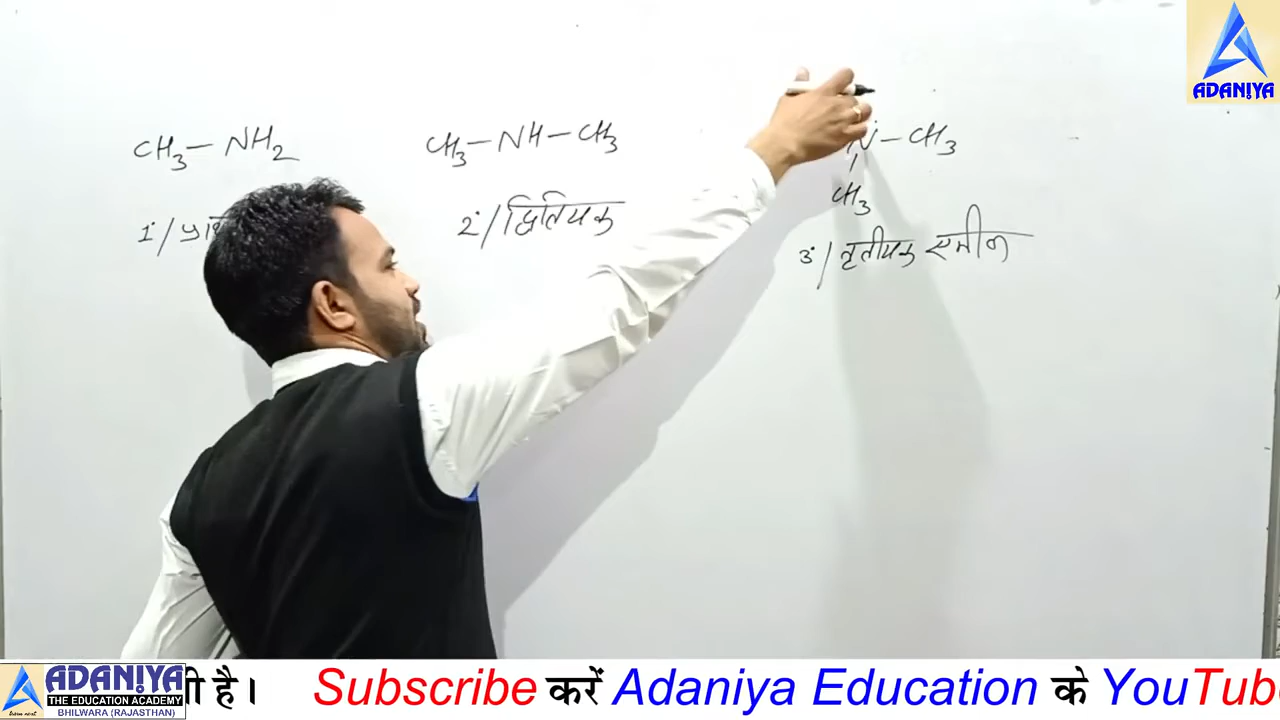 ADANIYA
CH3 – NH2
CH3 – NH – CH3
N – CH3
CH3
1°/
2°/ द्वितियक
3°/ तृतीयक एमीन
ADANIYA
THE EDUCATION ACADEMY
BHILWARA (RAJASTHAN)
है। Subscribe करें Adaniya Education के YouTub